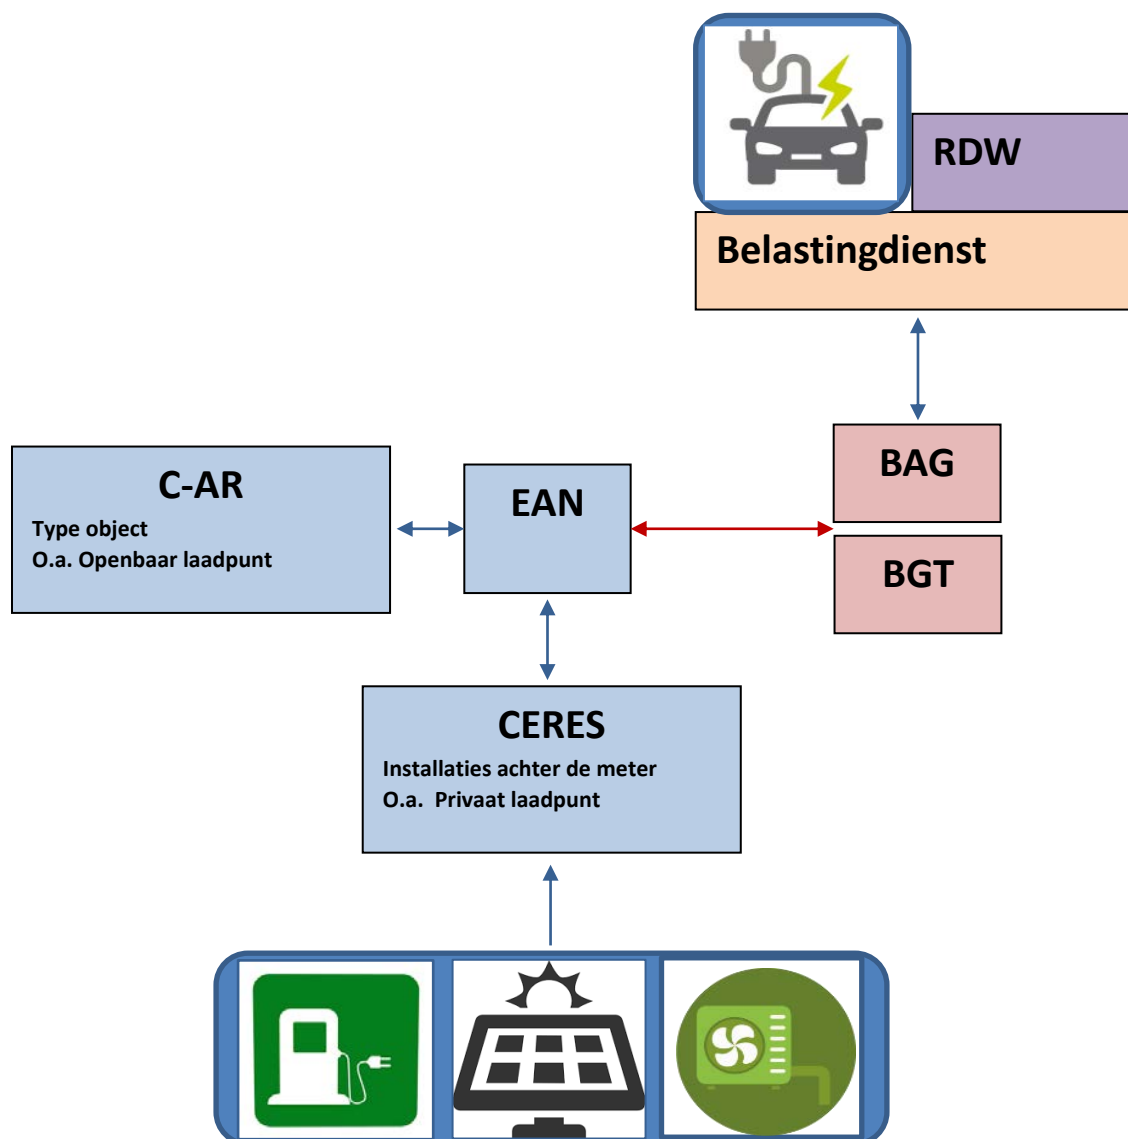 RDW
Belastingdienst
C-AR
Type object
O.a. Openbaar laadpunt
EAN
BAG
BGT
CERES
Installaties achter de meter
O.a.  Privaat laadpunt